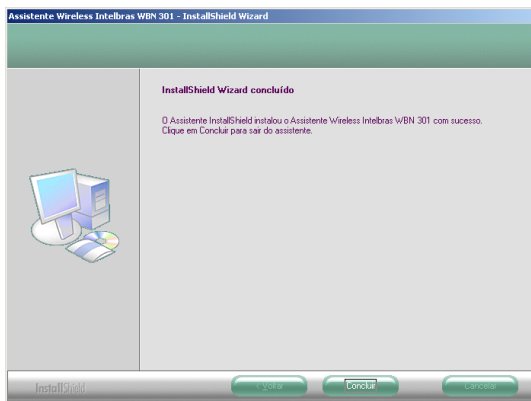 Assistente Wireless Intelbras WBN 301 - InstallShield Wizard
InstallShield Wizard concluído
O Assistente InstallShield instalou o Assistente Wireless Intelbras WBN 301 com sucesso.
Clique em Concluir para sair do assistente.
InstallShield
< Voltar
Concluir
Cancelar